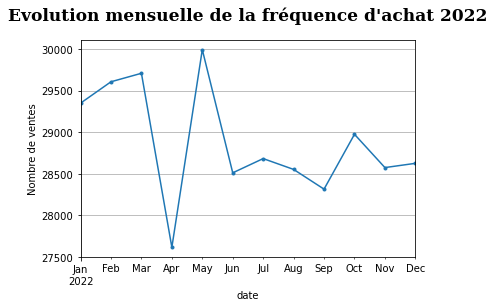 Evolution mensuelle de la fréquence d'achat 2022
30000
29500
29000
28500
28000
27500
Nombre de ventes
Jan Feb Mar Apr May Jun Jul Aug Sep Oct Nov Dec
2022
date